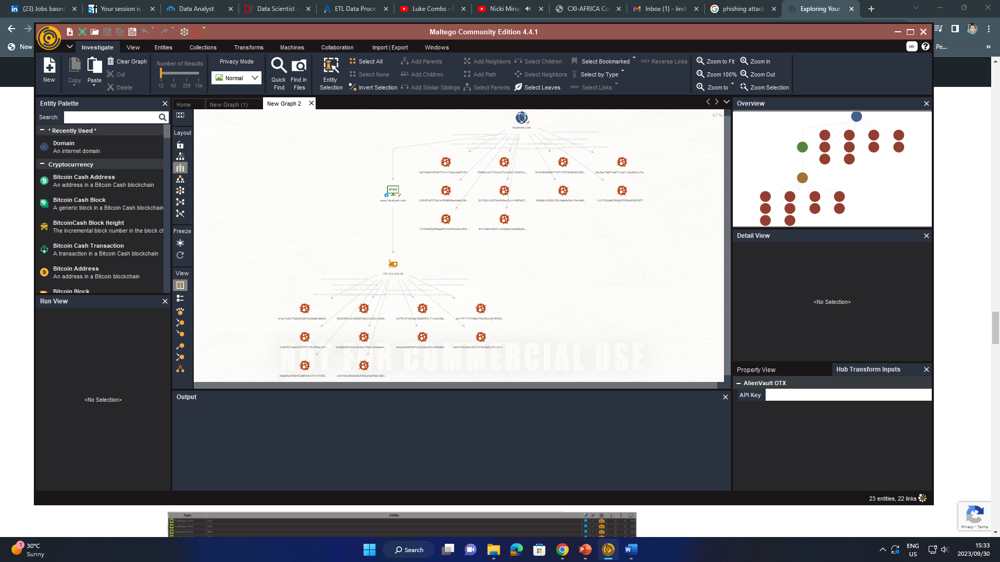 (23) Jobs based
Your session is
Data Analyst
Data Scientist -
ETL Data Proce
Luke Combs - F
Nicki Mina
CXI-AFRICA Co
Inbox (1) - linde
phishing attack
Exploring Your
New
Pe...
Maltego Community Edition 4.4.1
Investigate View Entities Collections Transforms Machines Collaboration Import | Export Windows
New
Copy
Paste
Clear Graph
Cut
Delete
Number of Results
12 50 256 10k
Privacy Mode
Normal
Quick Find
Find in Files
Entity Selection
Select All
Select None
Invert Selection
Add Parents
Add Children
Add Similar Siblings
Add Neighbors
Add Path
Select Parents
Select Children
Select Neighbors
Select Leaves
Select Bookmarked
Select by Type
Select Links
Reverse Links
Zoom to Fit
Zoom 100%
Zoom to
Zoom In
Zoom Out
Zoom Selection
Entity Palette
Search:
* Recently Used *
Domain
An internet domain
Cryptocurrency
Bitcoin Cash Address
An address in a Bitcoin Cash blockchain
Bitcoin Cash Block
A generic block in a Bitcoin Cash blockchain
BitcoinCash Block Height
The incremental block number in the block ch
Bitcoin Cash Transaction
A transaction in a Bitcoin Cash blockchain
Bitcoin Address
An address in a Bitcoin blockchain
Bitcoin Block
Run View
<No Selection>
Home
New Graph (1)
New Graph 2
Layout
Freeze
View
47%
facebook.com
www.facebook.com
157.240.249.35
NOT FOR COMMERCIAL USE
Output
Overview
Detail View
<No Selection>
Property View
Hub Transform Inputs
AlienVault OTX
API Key
23 entities, 22 links
Type Entity
maltego.Port 143
maltego.Port 445
maltego.Port
Privacy - Terms
1
30°C
Sunny
Search
ENG
US
15:33
2023/09/30